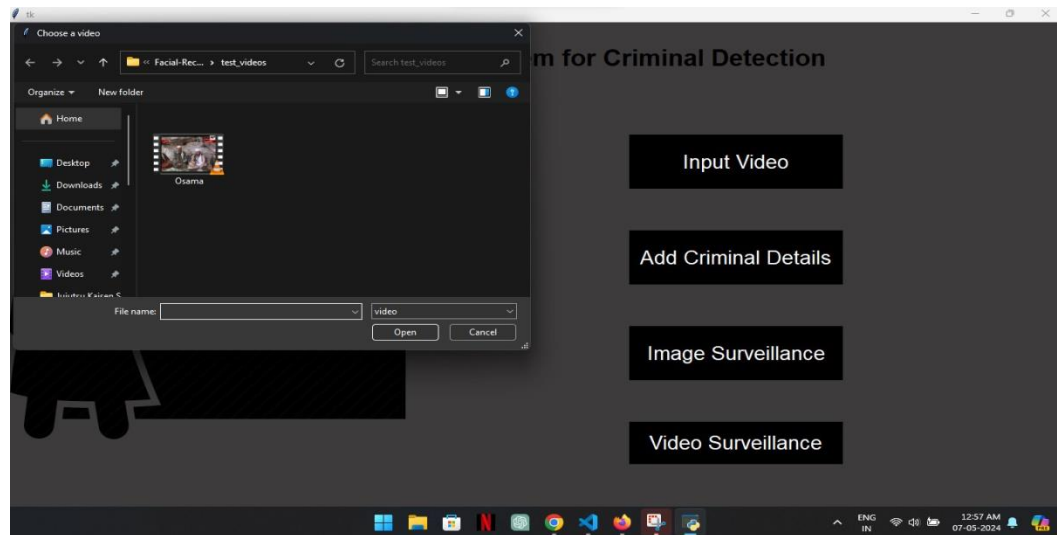 tk
Choose a video
« Facial-Rec... › test_videos
Search test_videos
m for Criminal Detection
Organize
New folder
Home
Desktop
Downloads
Documents
Pictures
Music
Videos
Jujutsu Kaisen S
Osama
File name:
video
Open
Cancel
Input Video
Add Criminal Details
Image Surveillance
Video Surveillance
ENG
IN
12:57 AM
07-05-2024